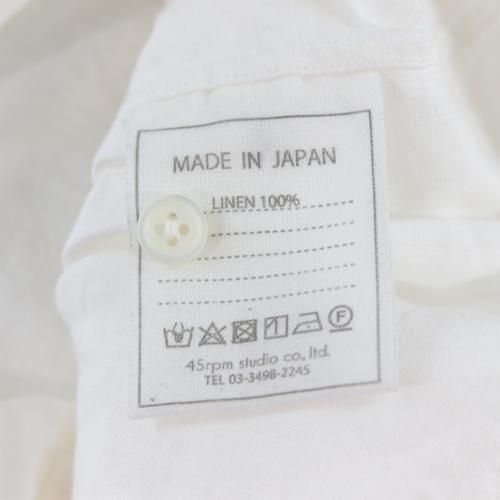 MADE IN JAPAN
LINEN 100%
45rpm studio co., ltd.
TEL 03-3498-2245